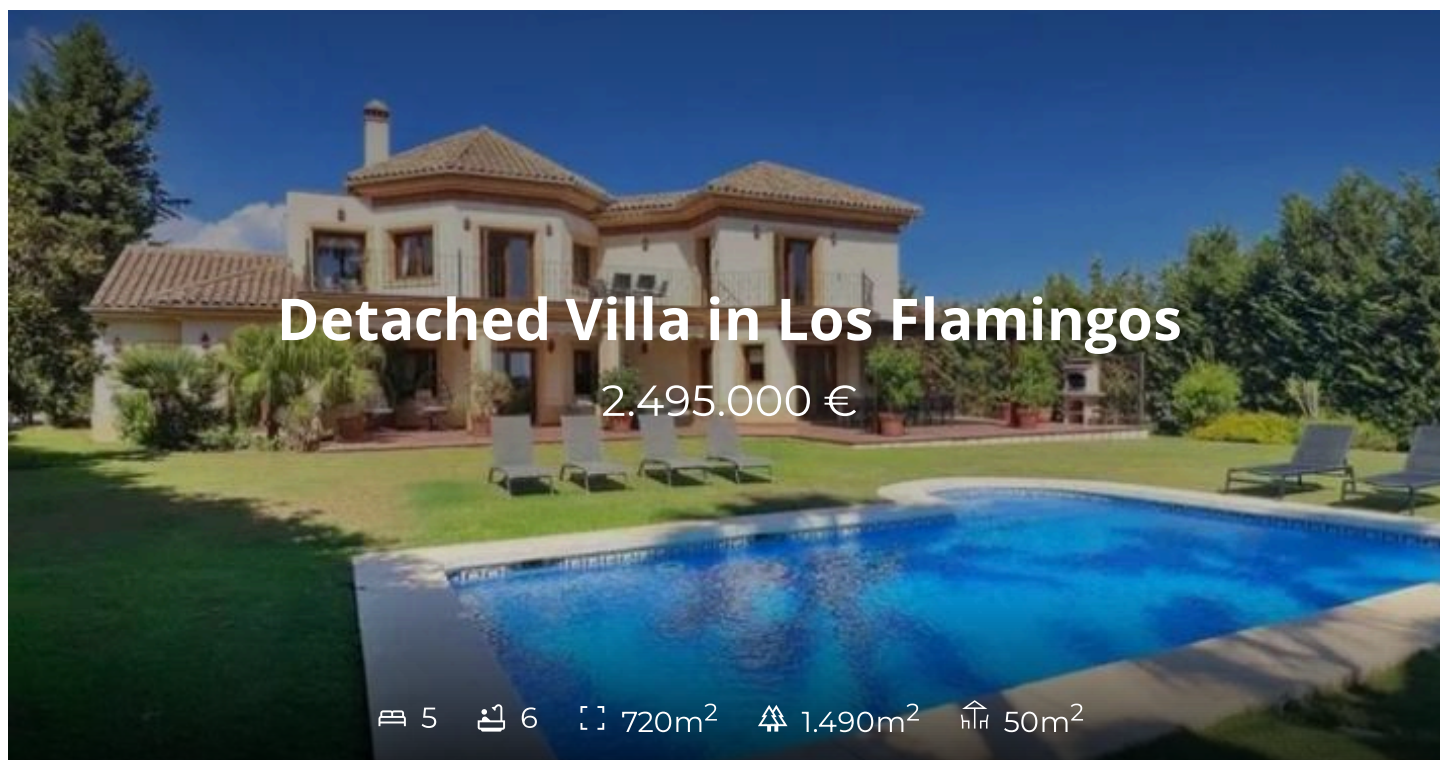 Detached Villa in Los Flamingos
2.495.000 €
5 6 720m² 1.490m² 50m²